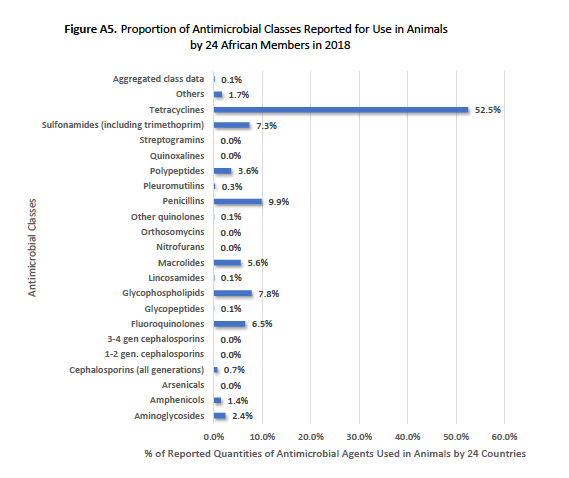 Figure A5. Proportion of Antimicrobial Classes Reported for Use in Animals
by 24 African Members in 2018
Antimicrobial Classes
Aggregated class data 0.1%
Others 1.7%
Tetracyclines 52.5%
Sulfonamides (including trimethoprim) 7.3%
Streptogramins 0.0%
Quinoxalines 0.0%
Polypeptides 3.6%
Pleuromutilins 0.3%
Penicillins 9.9%
Other quinolones 0.1%
Orthosomycins 0.0%
Nitrofurans 0.0%
Macrolides 5.6%
Lincosamides 0.1%
Glycophospholipids 7.8%
Glycopeptides 0.1%
Fluoroquinolones 6.5%
3-4 gen cephalosporins 0.0%
1-2 gen. cephalosporins 0.0%
Cephalosporins (all generations) 0.7%
Arsenicals 0.0%
Amphenicols 1.4%
Aminoglycosides 2.4%
0.0% 10.0% 20.0% 30.0% 40.0% 50.0% 60.0%
% of Reported Quantities of Antimicrobial Agents Used in Animals by 24 Countries